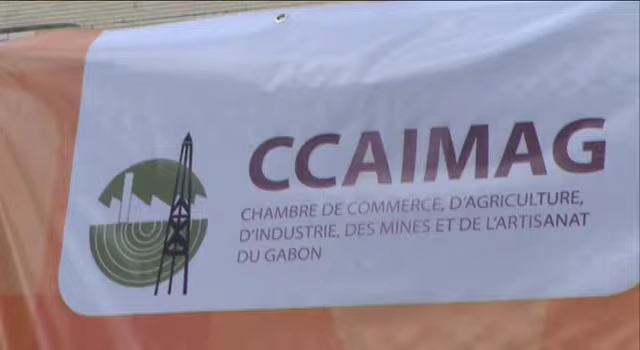 CCAIMAG
CHAMBRE DE COMMERCE, D'AGRICULTURE,
D'INDUSTRIE, DES MINES ET DE L'ARTISANAT
DU GABON